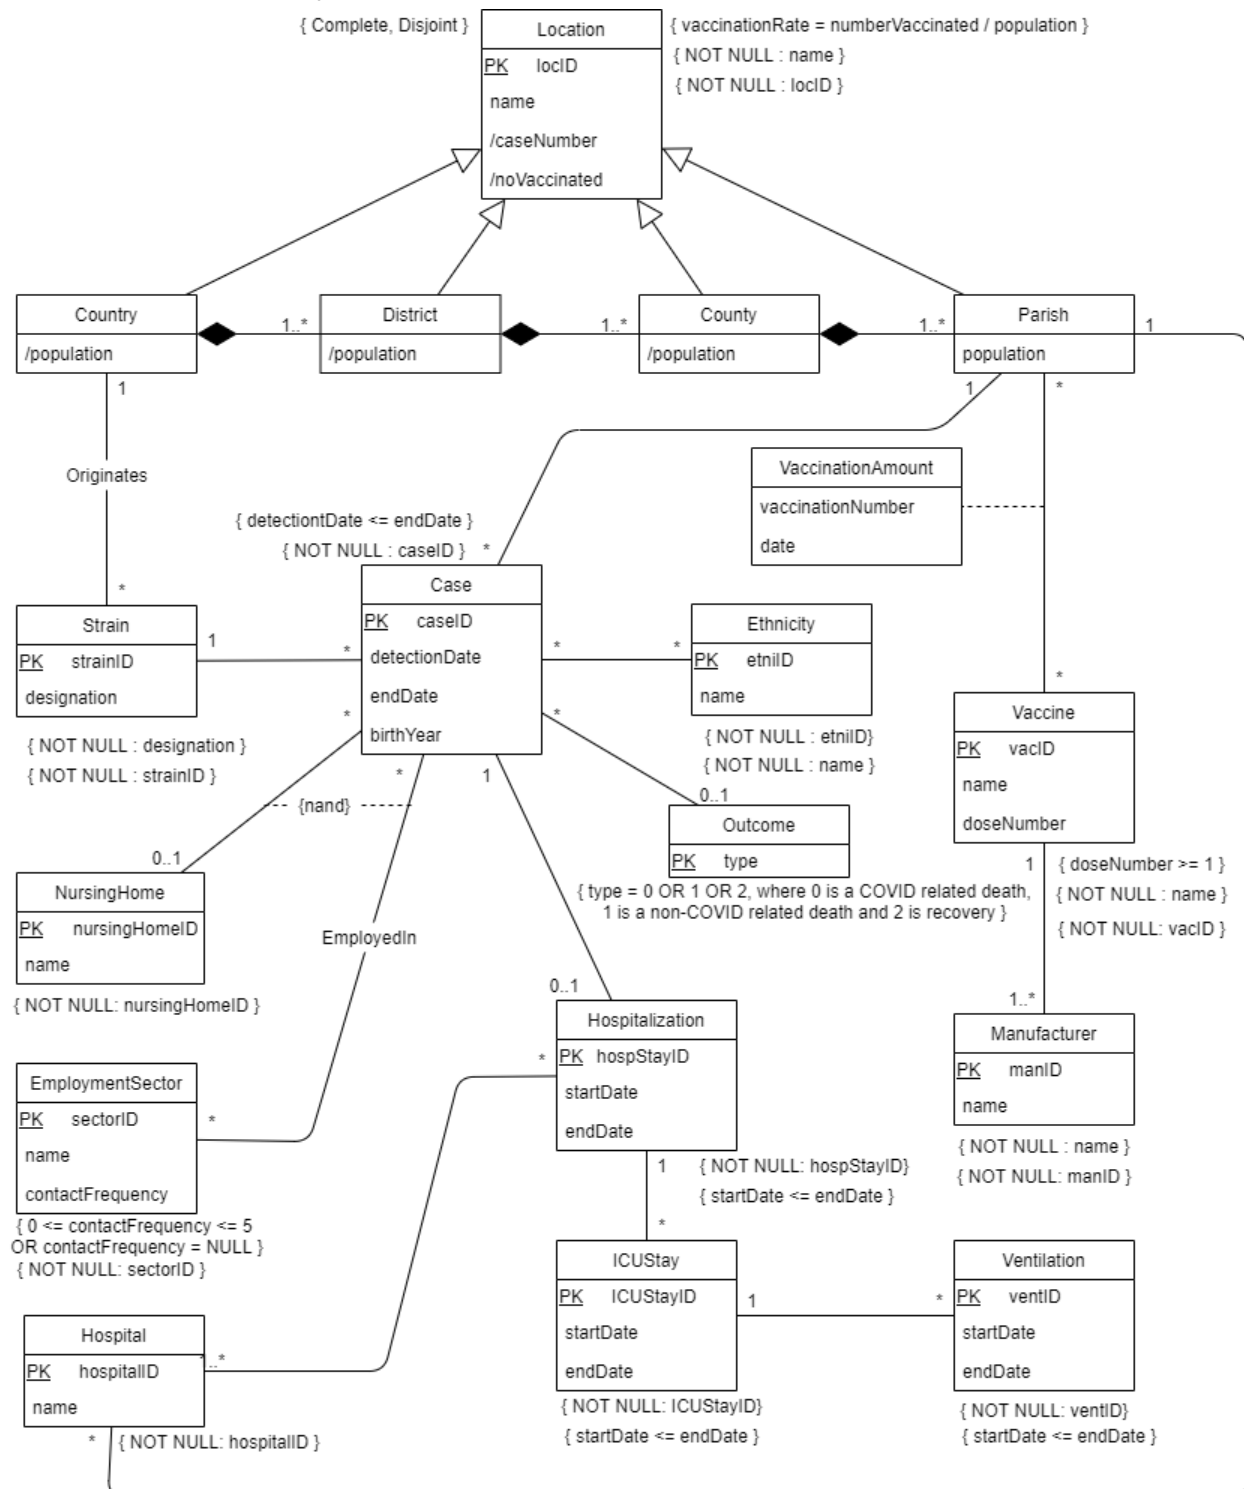 { Complete, Disjoint }
Location
{ vaccinationRate = numberVaccinated / population }
{ NOT NULL : name }
{ NOT NULL : locID }
PK locID
name
/caseNumber
/noVaccinated
Country
/population
1..*
District
/population
1..*
County
/population
1..*
Parish
population
1
1
1
*
Originates
VaccinationAmount
vaccinationNumber
date
{ detectiontDate <= endDate }
{ NOT NULL : caseID }
*
*
Strain
PK strainID
designation
1
*
{ NOT NULL : designation }
{ NOT NULL : strainID }
Case
PK caseID
detectionDate
endDate
birthYear
*
*
Ethnicity
PK etniID
name
{ NOT NULL : etniID}
{ NOT NULL : name }
*
Vaccine
PK vacID
name
doseNumber
*
*
*
1
{nand}
0..1
0..1
Outcome
PK type
{ type = 0 OR 1 OR 2, where 0 is a COVID related death,
1 is a non-COVID related death and 2 is recovery }
1
{ doseNumber >= 1 }
{ NOT NULL : name }
{ NOT NULL: vacID }
NursingHome
PK nursingHomeID
name
{ NOT NULL: nursingHomeID }
EmployedIn
0..1
1..*
Hospitalization
PK hospStayID
startDate
endDate
*
Manufacturer
PK manID
name
{ NOT NULL : name }
{ NOT NULL: manID }
EmploymentSector
PK sectorID
name
contactFrequency
*
{ 0 <= contactFrequency <= 5
OR contactFrequency = NULL }
{ NOT NULL: sectorID }
1
{ NOT NULL: hospStayID}
{ startDate <= endDate }
*
ICUStay
PK ICUStayID
startDate
endDate
1
*
{ NOT NULL: ICUStayID}
{ startDate <= endDate }
Ventilation
PK ventID
startDate
endDate
{ NOT NULL: ventID}
{ startDate <= endDate }
Hospital
PK hospitalID
name
1..*
*
{ NOT NULL: hospitalID }